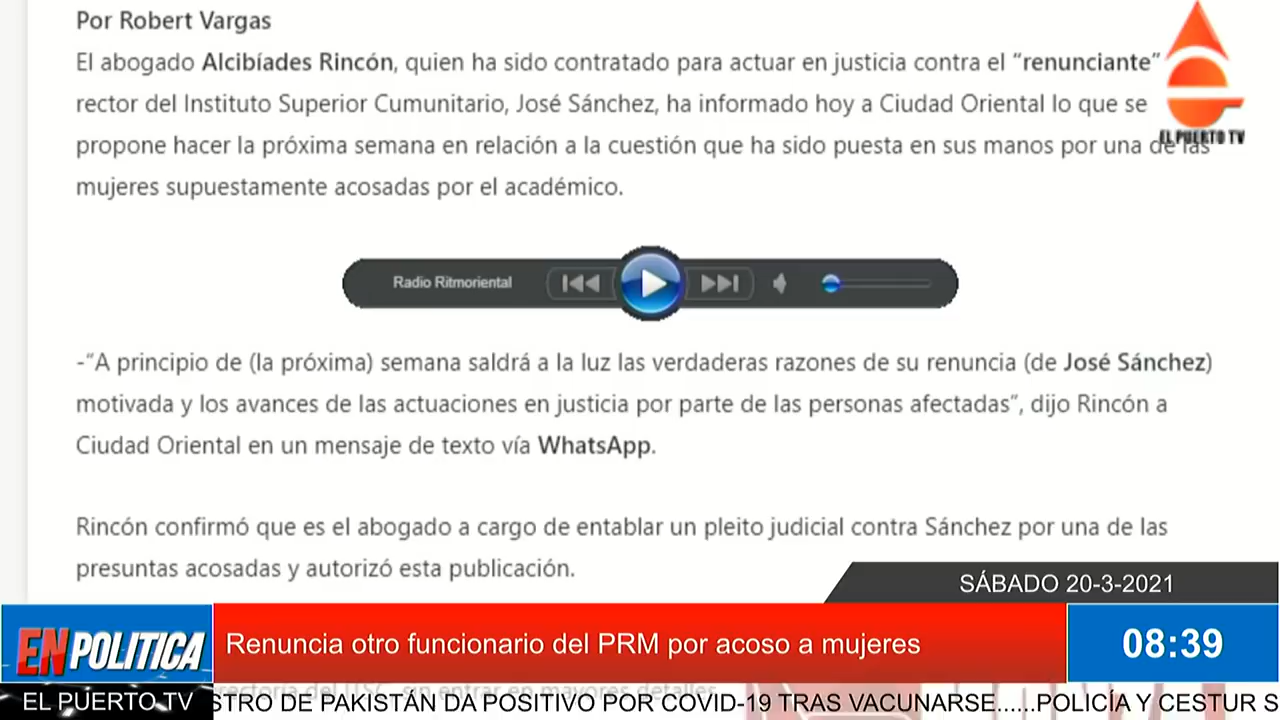 Por Robert Vargas
El abogado Alcibíades Rincón, quien ha sido contratado para actuar en justicia contra el “renunciante”
rector del Instituto Superior Cumunitario, José Sánchez, ha informado hoy a Ciudad Oriental lo que se
propone hacer la próxima semana en relación a la cuestión que ha sido puesta en sus manos por una de las
mujeres supuestamente acosadas por el académico.
EL PUERTO TV
Radio Ritmoriental
-“A principio de (la próxima) semana saldrá a la luz las verdaderas razones de su renuncia (de José Sánchez)
motivada y los avances de las actuaciones en justicia por parte de las personas afectadas”, dijo Rincón a
Ciudad Oriental en un mensaje de texto vía WhatsApp.
Rincón confirmó que es el abogado a cargo de entablar un pleito judicial contra Sánchez por una de las
presuntas acosadas y autorizó esta publicación.
SÁBADO 20-3-2021
EN POLITICA
Renuncia otro funcionario del PRM por acoso a mujeres
08:39
EL PUERTO TV
STRO DE PAKISTÁN DA POSITIVO POR COVID-19 TRAS VACUNARSE......POLICÍA Y CESTUR S